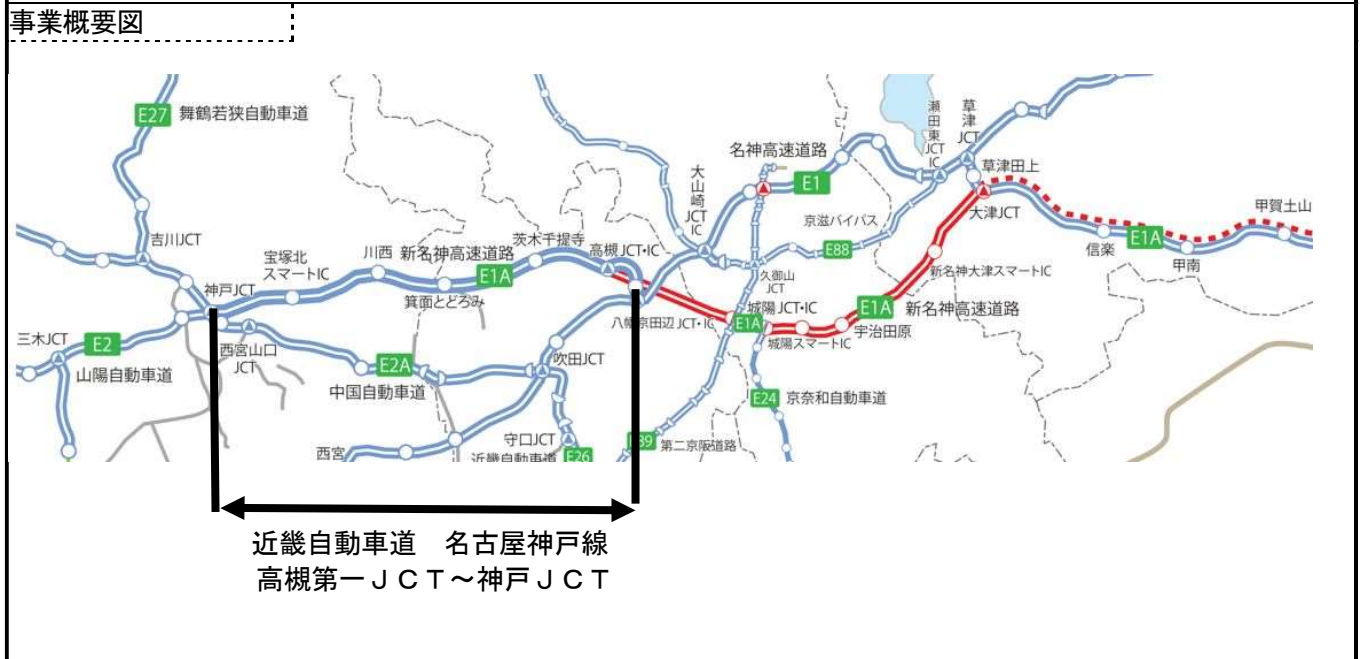 事業概要図
E27 舞鶴若狭自動車道
吉川JCT
宝塚北
スマートIC
川西
新名神高速道路
E1A
茨木千提寺
高槻JCT・IC
箕面とどろみ
神戸JCT
三木JCT
E2
山陽自動車道
西宮山口
JCT
E2A
中国自動車道
吹田JCT
西宮
守口JCT
近畿自動車道 E26
大山崎JCT
IC
名神高速道路
E1
京滋バイパス
E88
久御山
JCT
瀬田東JCT
IC
草津
JCT
草津田上
大津JCT
信楽
E1A
甲南
甲賀土山
新名神大津スマートIC
E1A 新名神高速道路
宇治田原
城陽JCT・IC
E1A
城陽スマートIC
八幡京田辺JCT・IC
E24 京奈和自動車道
第二京阪道路
近畿自動車道 名古屋神戸線
高槻第一ＪＣＴ～神戸ＪＣＴ